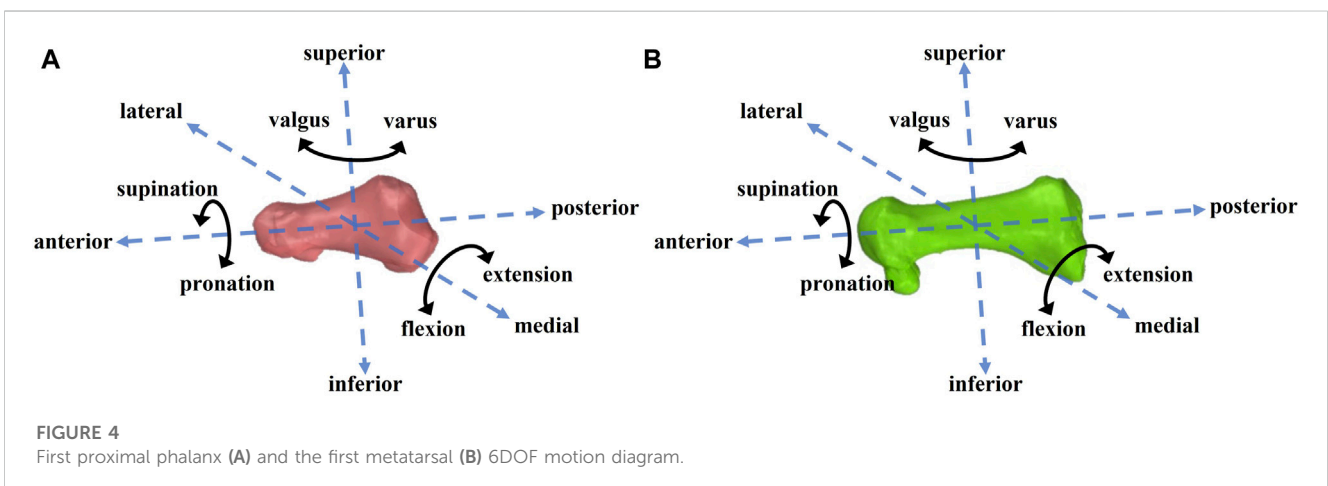 A
superior
lateral
valgus
varus
supination
anterior
posterior
pronation
extension
flexion
medial
inferior
B
superior
lateral
valgus
varus
supination
anterior
posterior
pronation
extension
flexion
medial
inferior
FIGURE 4
First proximal phalanx (A) and the first metatarsal (B) 6DOF motion diagram.